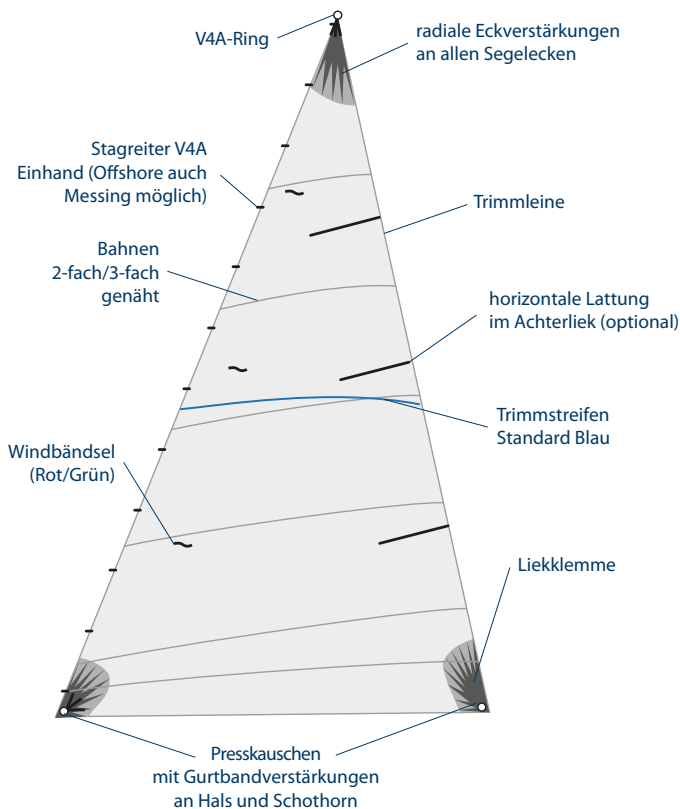 V4A-Ring
radiale Eckverstärkungen
an allen Segelecken
Stagreiter V4A
Einhand (Offshore auch
Messing möglich)
Trimmleine
Bahnen
2-fach/3-fach
genäht
horizontale Lattung
im Achterliek (optional)
Trimmstreifen
Standard Blau
Windbändsel
(Rot/Grün)
Liekklemme
Presskauschen
mit Gurtbandverstärkungen
an Hals und Schothorn